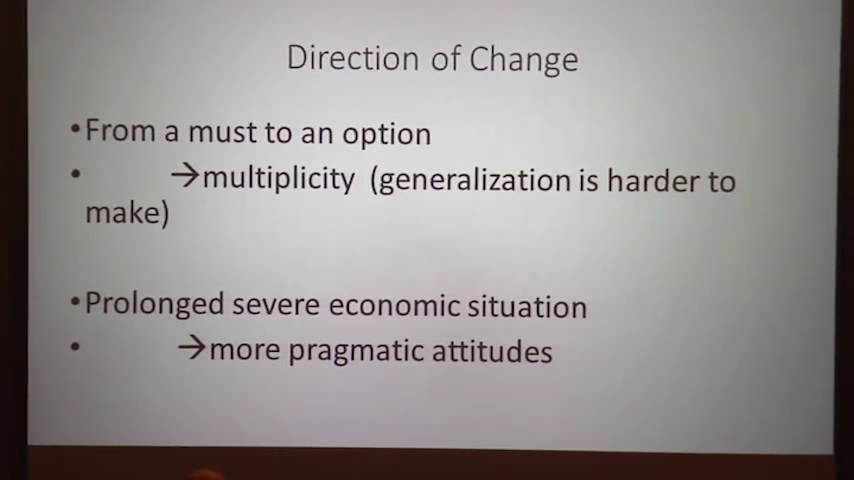 Direction of Change
•From a must to an option
• →multiplicity (generalization is harder to
make)
•Prolonged severe economic situation
• →more pragmatic attitudes